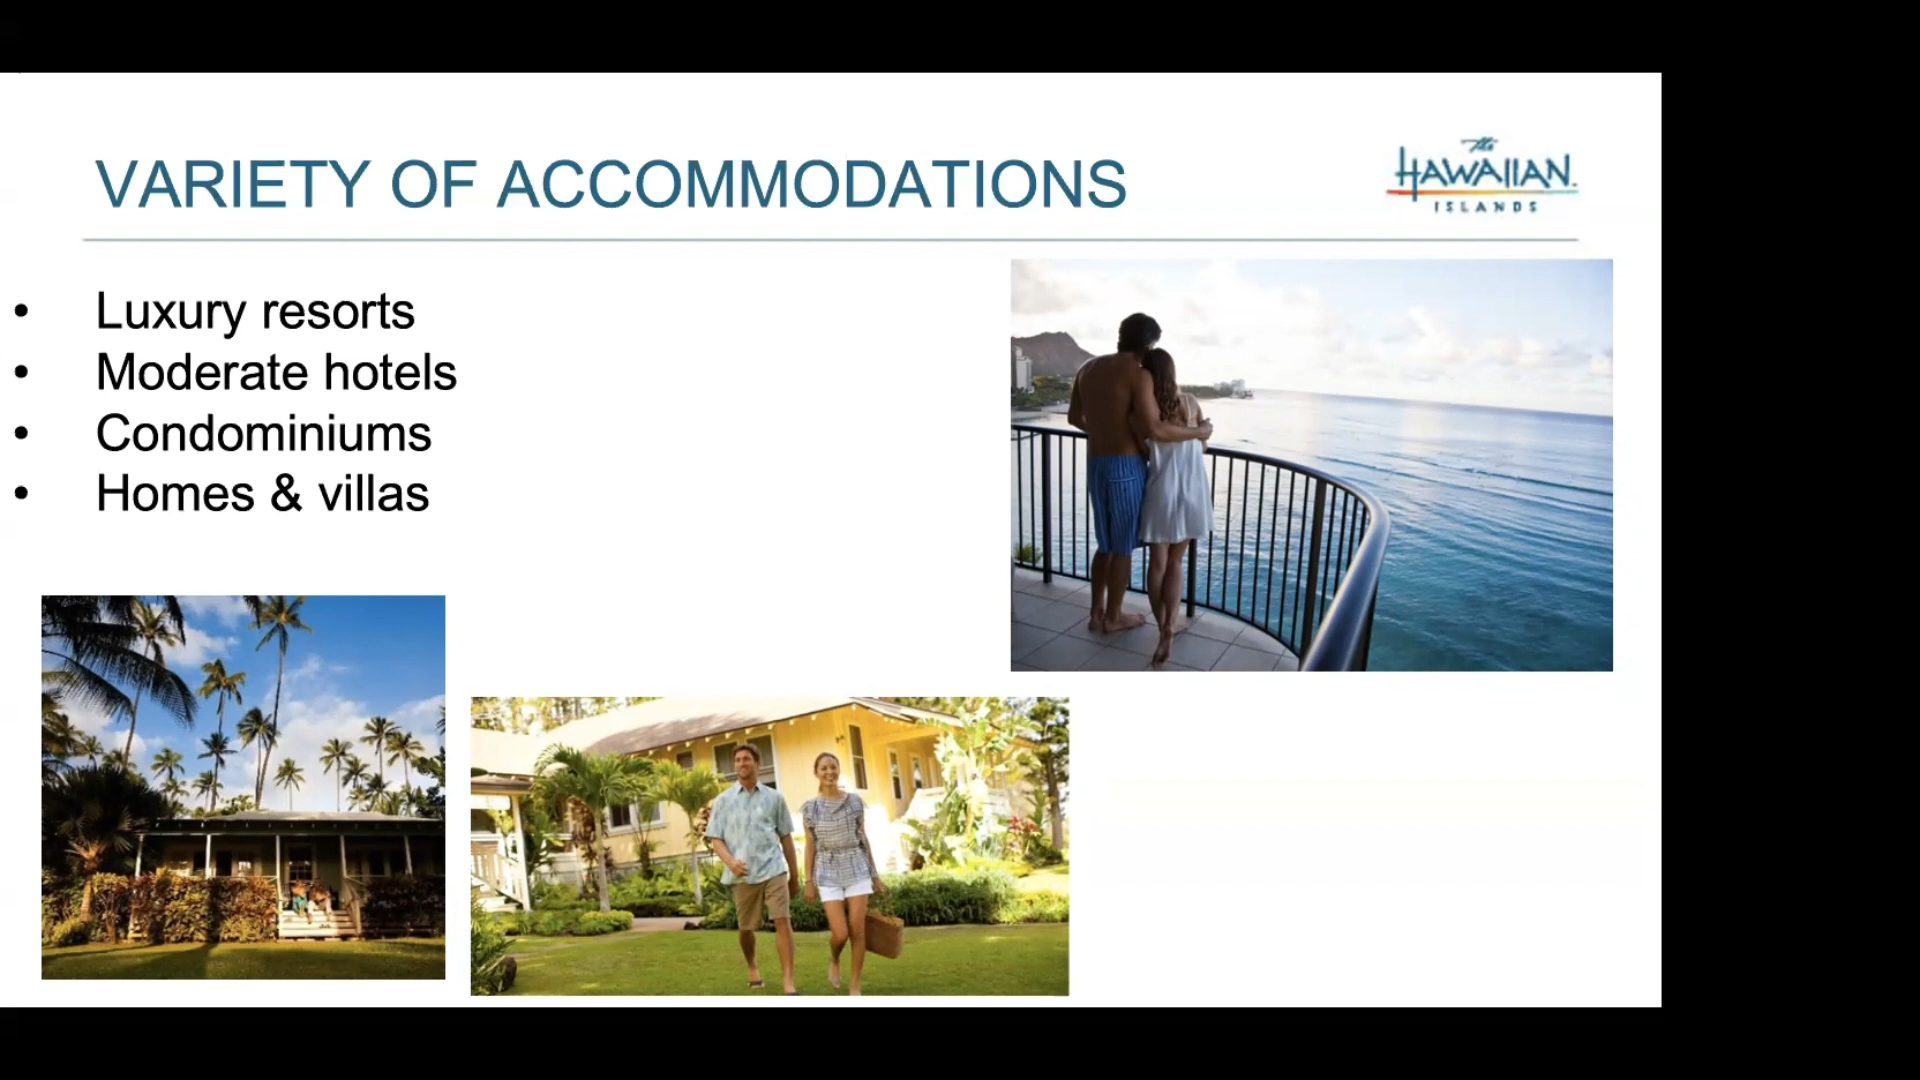 VARIETY OF ACCOMMODATIONS
The
HAWAIIAN.
ISLANDS
• Luxury resorts
• Moderate hotels
• Condominiums
• Homes & villas